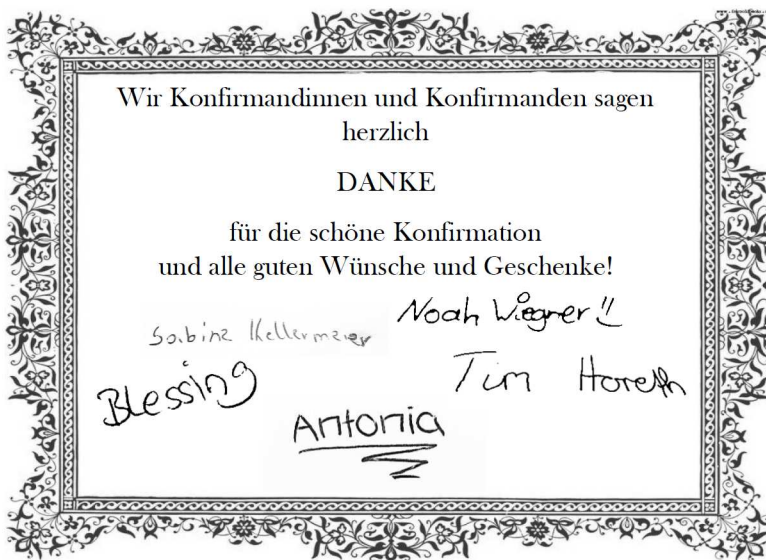 Wir Konfirmandinnen und Konfirmanden sagen
herzlich
DANKE
für die schöne Konfirmation
und alle guten Wünsche und Geschenke!
Noah Wiegner!!
Sabine Kellermeier
Tim Horeth
Blessing
Antonia